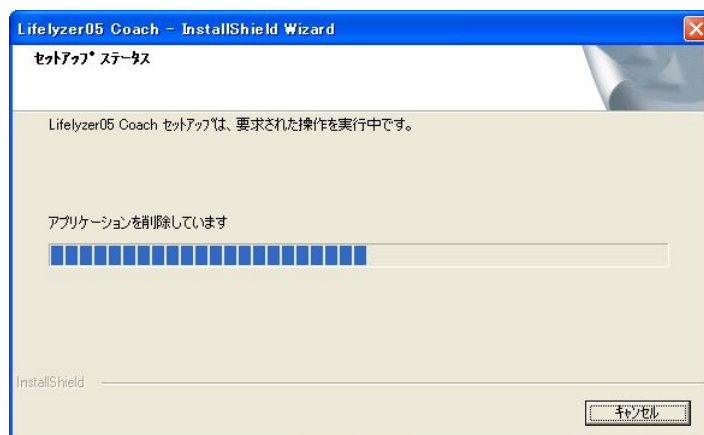 Lifelyzer05 Coach - InstallShield Wizard
セットアップ ステータス
Lifelyzer05 Coach セットアップは、要求された操作を実行中です。
アプリケーションを削除しています
InstallShield
キャンセル